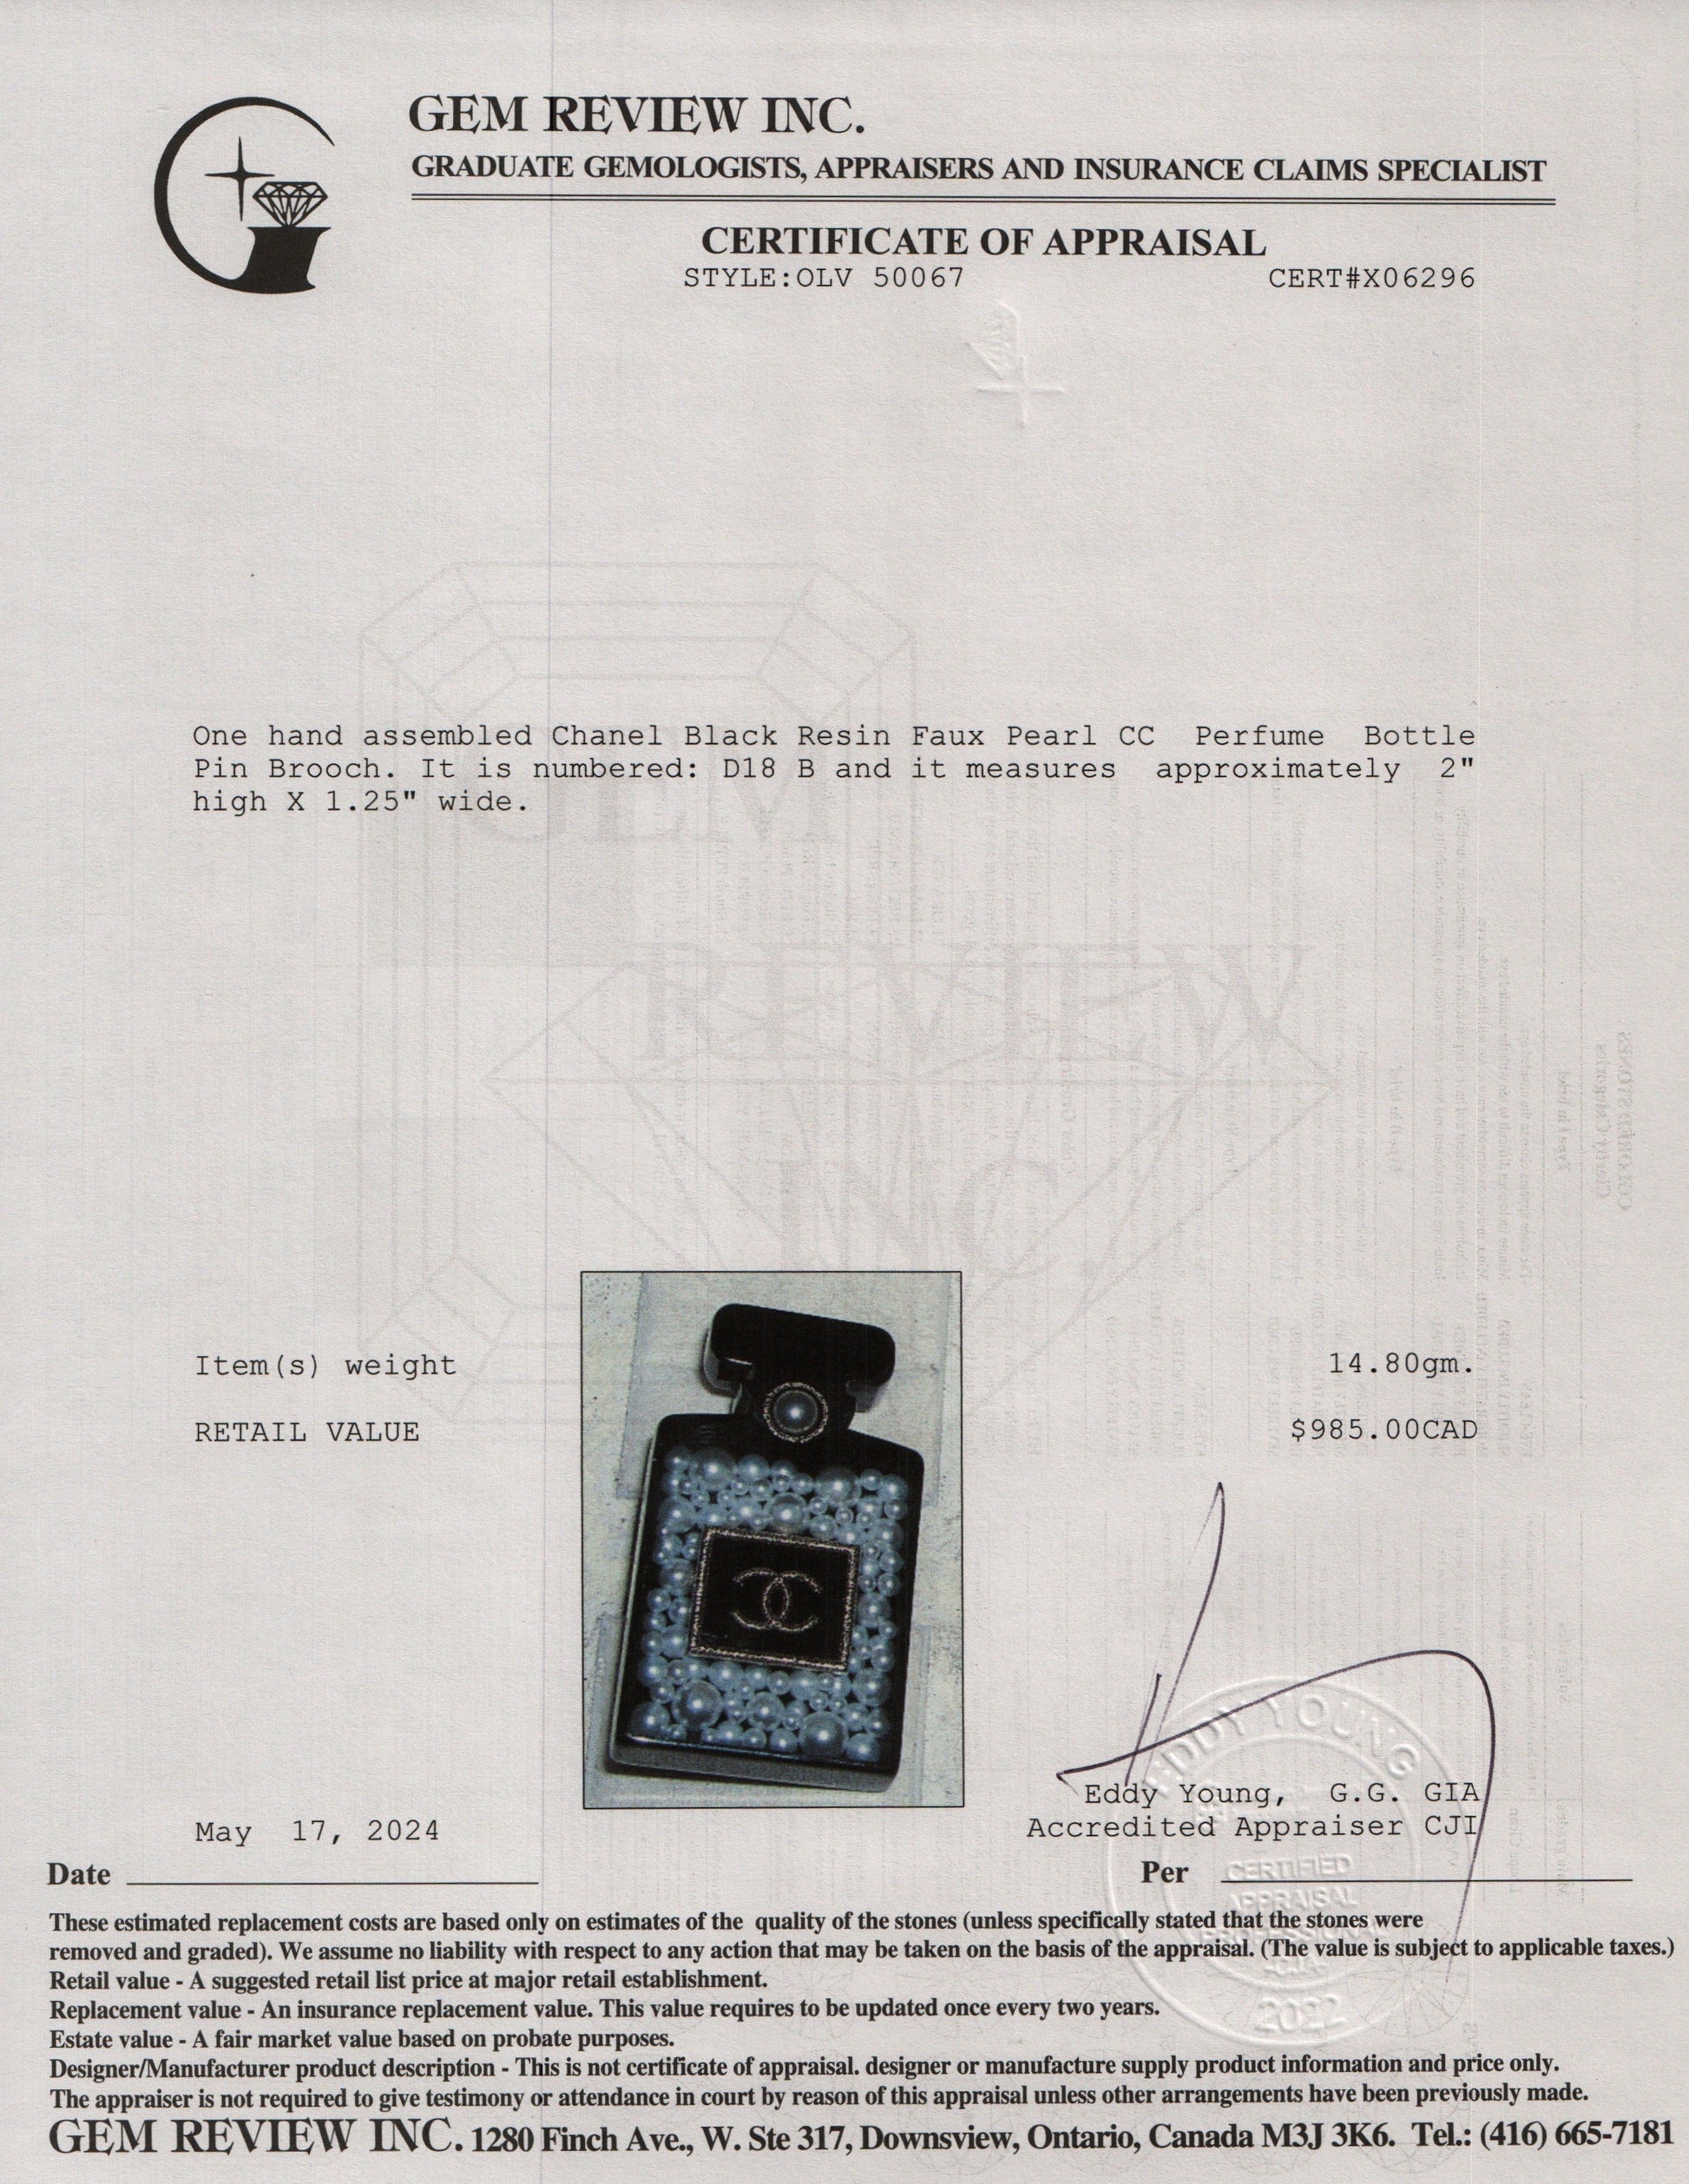 GEM REVIEW INC.
GRADUATE GEMOLOGISTS, APPRAISERS AND INSURANCE CLAIMS SPECIALIST
CERTIFICATE OF APPRAISAL
STYLE:OLV 50067 CERT#X06296
One hand assembled Chanel Black Resin Faux Pearl CC Perfume Bottle
Pin Brooch. It is numbered: D18 B and it measures approximately 2"
high X 1.25" wide.
GEM
REVIEW
INC
Item(s) weight 14.80gm.
RETAIL VALUE $985.00CAD
EDDY YOUNG
Eddy Young, G.G. GIA
Accredited Appraiser CJI
May 17, 2024
Date Per
CERTIFIED
APPRAISAL
PROFESSIONAL
2022
These estimated replacement costs are based only on estimates of the quality of the stones (unless specifically stated that the stones were
removed and graded). We assume no liability with respect to any action that may be taken on the basis of the appraisal. (The value is subject to applicable taxes.)
Retail value - A suggested retail list price at major retail establishment.
Replacement value - An insurance replacement value. This value requires to be updated once every two years.
Estate value - A fair market value based on probate purposes.
Designer/Manufacturer product description - This is not certificate of appraisal. designer or manufacture supply product information and price only.
The appraiser is not required to give testimony or attendance in court by reason of this appraisal unless other arrangements have been previously made.
GEM REVIEW INC. 1280 Finch Ave., W. Ste 317, Downsview, Ontario, Canada M3J 3K6. Tel.: (416) 665-7181